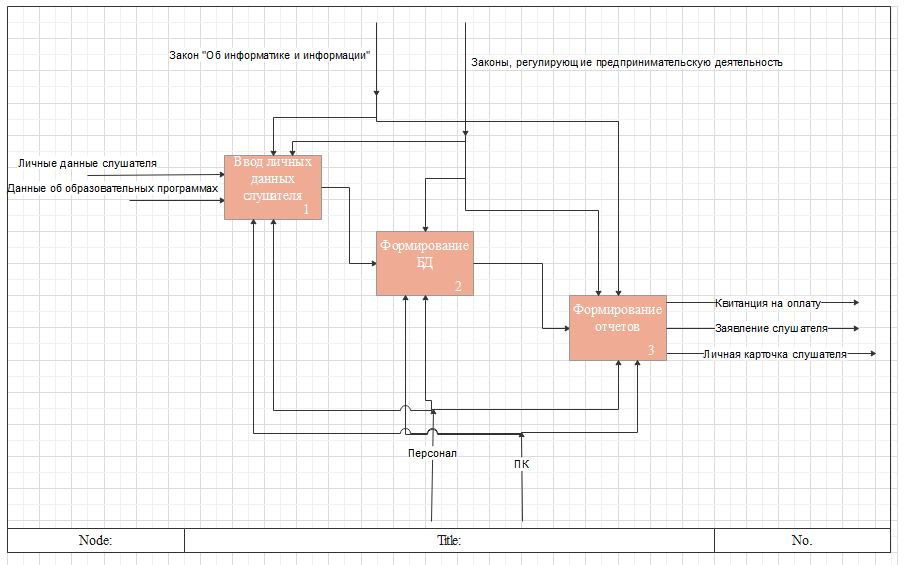 Закон "Об информатике и информации"
Законы, регулирующие предпринимательскую деятельность
Личные данные слушателя
Данные об образовательных программах
Ввод личных
данных
слушателя
1
Формирование
БД
2
Формирование
отчетов
3
Квитанция на оплату
Заявление слушателя
Личная карточка слушателя
Персонал
ПК
Node:
Title:
No.